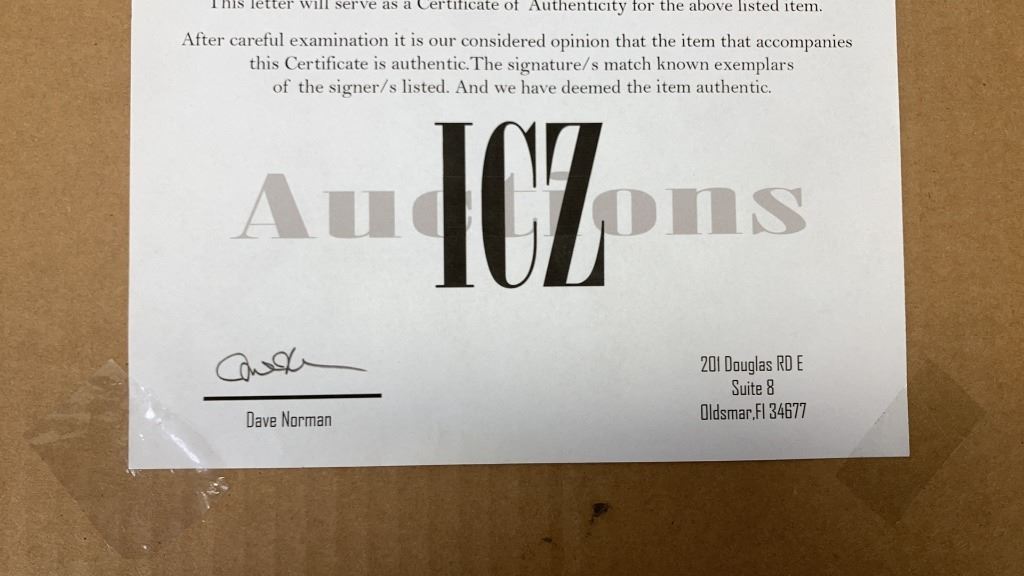 This letter will serve as a Certificate of Authenticity for the above listed item.
After careful examination it is our considered opinion that the item that accompanies
this Certificate is authentic.The signature/s match known exemplars
of the signer/s listed. And we have deemed the item authentic.
ICZ
Auctions
Dave Norman
201 Douglas RD E
Suite 8
Oldsmar,Fl 34677